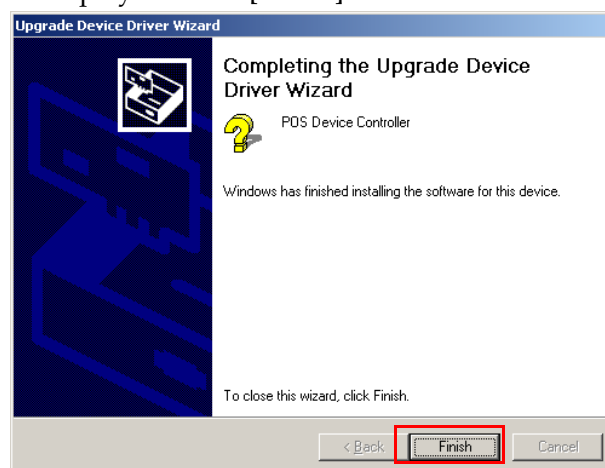 Upgrade Device Driver Wizard
Completing the Upgrade Device
Driver Wizard
POS Device Controller
Windows has finished installing the software for this device.
To close this wizard, click Finish.
< Back
Finish
Cancel